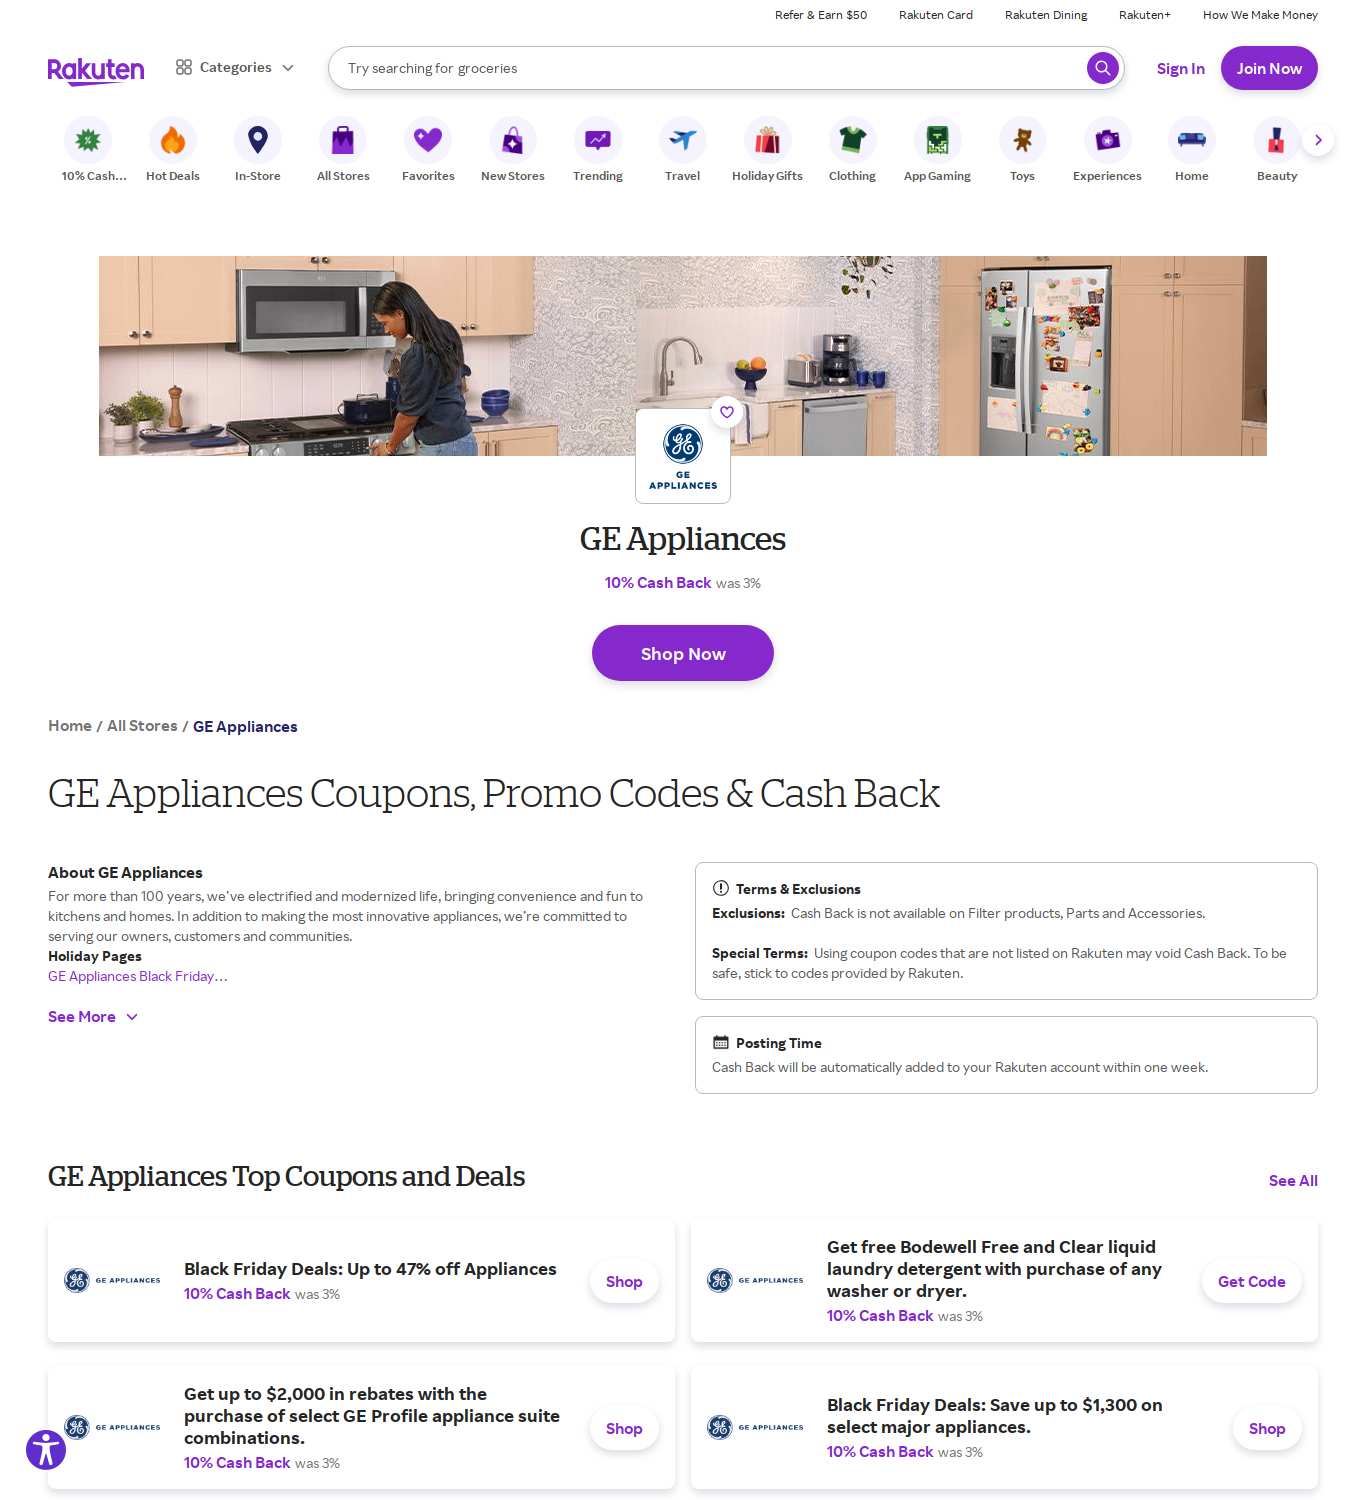 Refer & Earn $50
Rakuten Card
Rakuten Dining
Rakuten+
How We Make Money
Rakuten
Categories
Try searching for groceries
Sign In
Join Now
10% Cash...
Hot Deals
In-Store
All Stores
Favorites
New Stores
Trending
Travel
Holiday Gifts
Clothing
App Gaming
Toys
Experiences
Home
Beauty
GE
APPLIANCES
GE Appliances
10% Cash Back was 3%
Shop Now
Home / All Stores / GE Appliances
GE Appliances Coupons, Promo Codes & Cash Back
About GE Appliances
For more than 100 years, we've electrified and modernized life, bringing convenience and fun to
kitchens and homes. In addition to making the most innovative appliances, we're committed to
serving our owners, customers and communities.
Holiday Pages
GE Appliances Black Friday...
See More
Terms & Exclusions
Exclusions: Cash Back is not available on Filter products, Parts and Accessories.
Special Terms: Using coupon codes that are not listed on Rakuten may void Cash Back. To be
safe, stick to codes provided by Rakuten.
Posting Time
Cash Back will be automatically added to your Rakuten account within one week.
GE Appliances Top Coupons and Deals
See All
GE APPLIANCES
Black Friday Deals: Up to 47% off Appliances
10% Cash Back was 3%
Shop
GE APPLIANCES
Get free Bodewell Free and Clear liquid
laundry detergent with purchase of any
washer or dryer.
10% Cash Back was 3%
Get Code
GE APPLIANCES
Get up to $2,000 in rebates with the
purchase of select GE Profile appliance suite
combinations.
10% Cash Back was 3%
Shop
GE APPLIANCES
Black Friday Deals: Save up to $1,300 on
select major appliances.
10% Cash Back was 3%
Shop